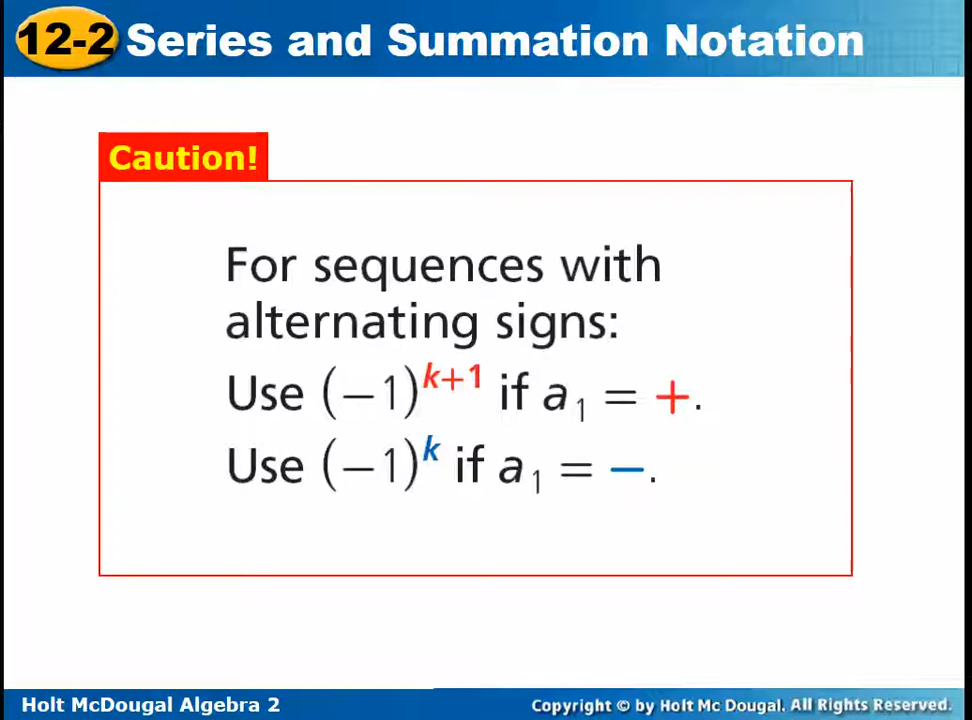 12-2 Series and Summation Notation
Caution!
For sequences with
alternating signs:
Use (−1)^{k+1} if a₁ = +.
Use (−1)^k if a₁ = −.
Holt McDougal Algebra 2
Copyright © by Holt Mc Dougal. All Rights Reserved.